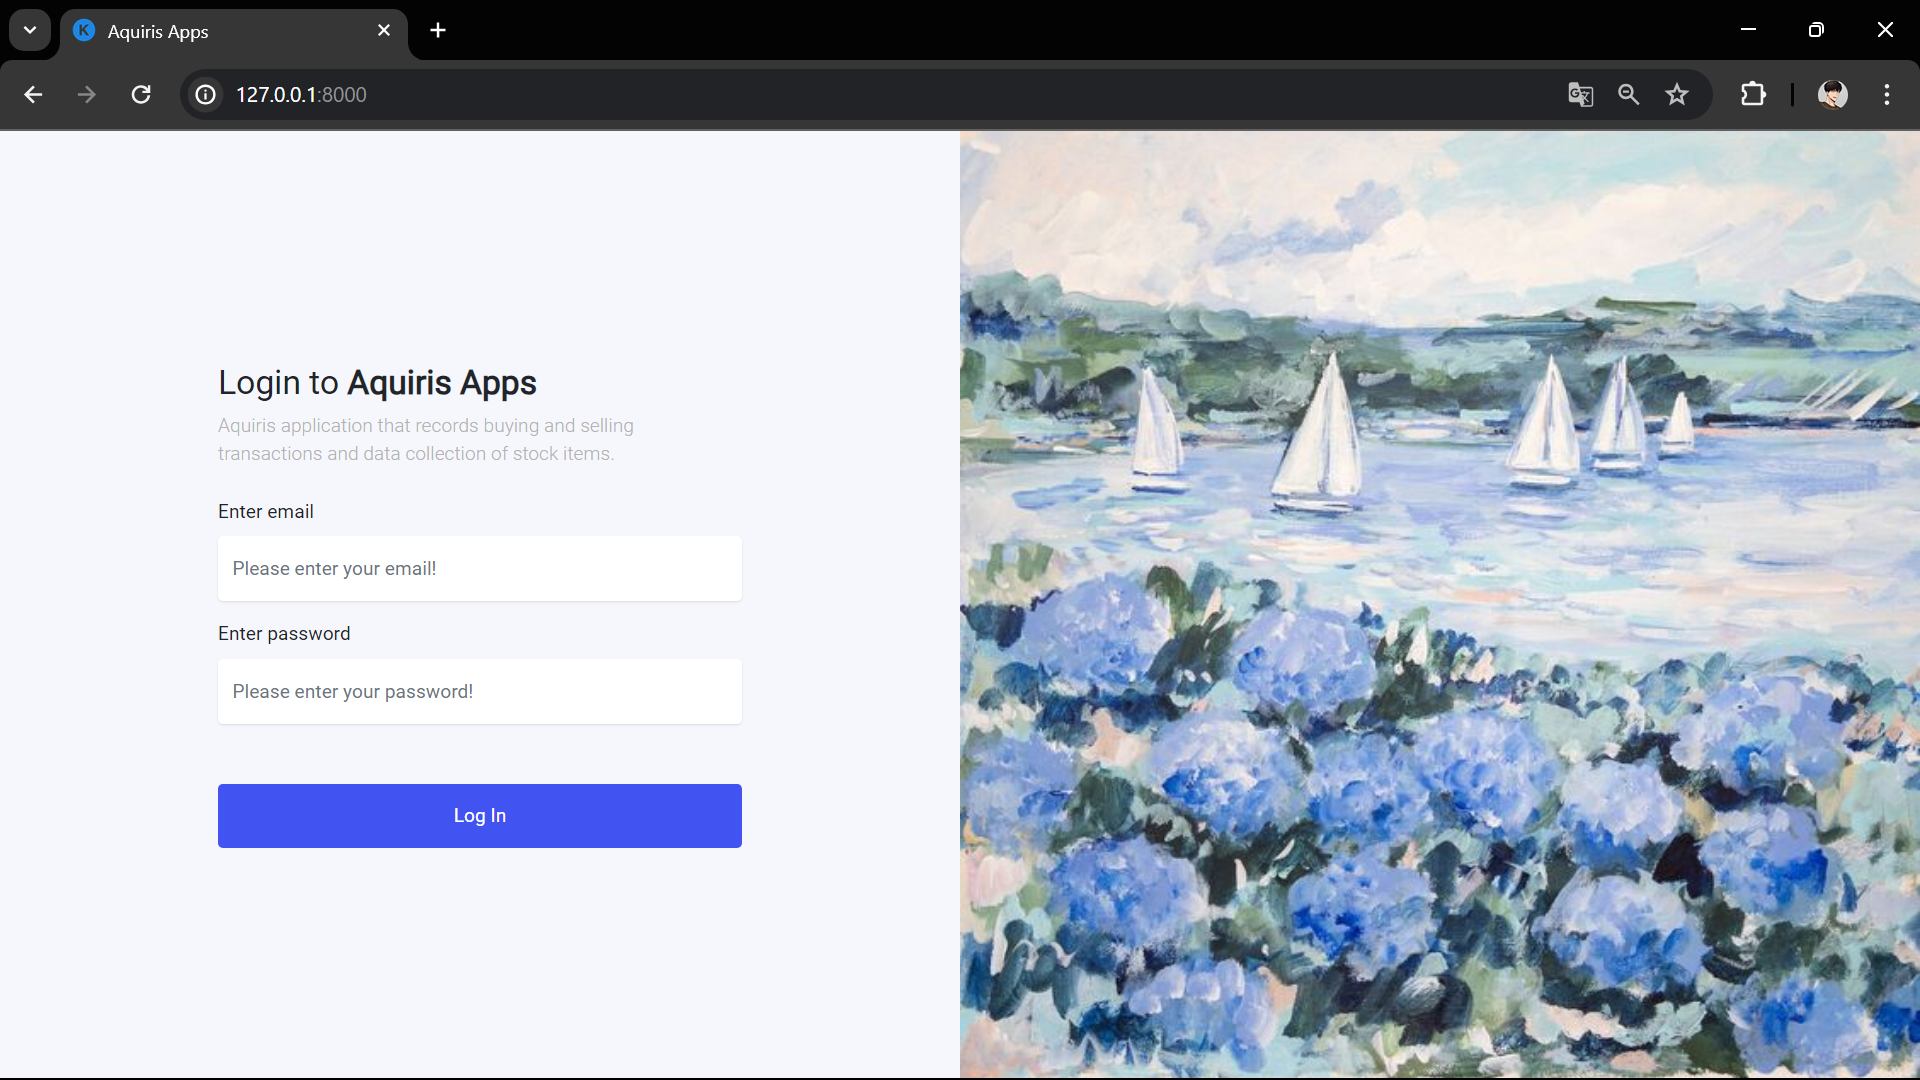 K Aquiris Apps
127.0.0.1:8000
Login to Aquiris Apps
Aquiris application that records buying and selling
transactions and data collection of stock items.
Enter email
Please enter your email!
Enter password
Please enter your password!
Log In